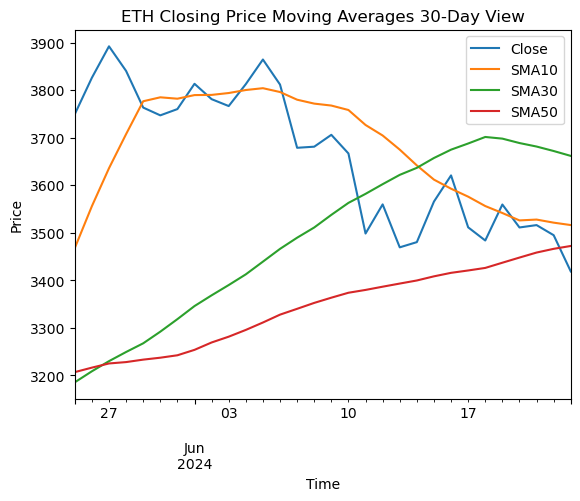 ETH Closing Price Moving Averages 30-Day View
3900
3800
3700
3600
3500
3400
3300
3200
Price
Close
SMA10
SMA30
SMA50
27
03
10
17
Jun
2024
Time